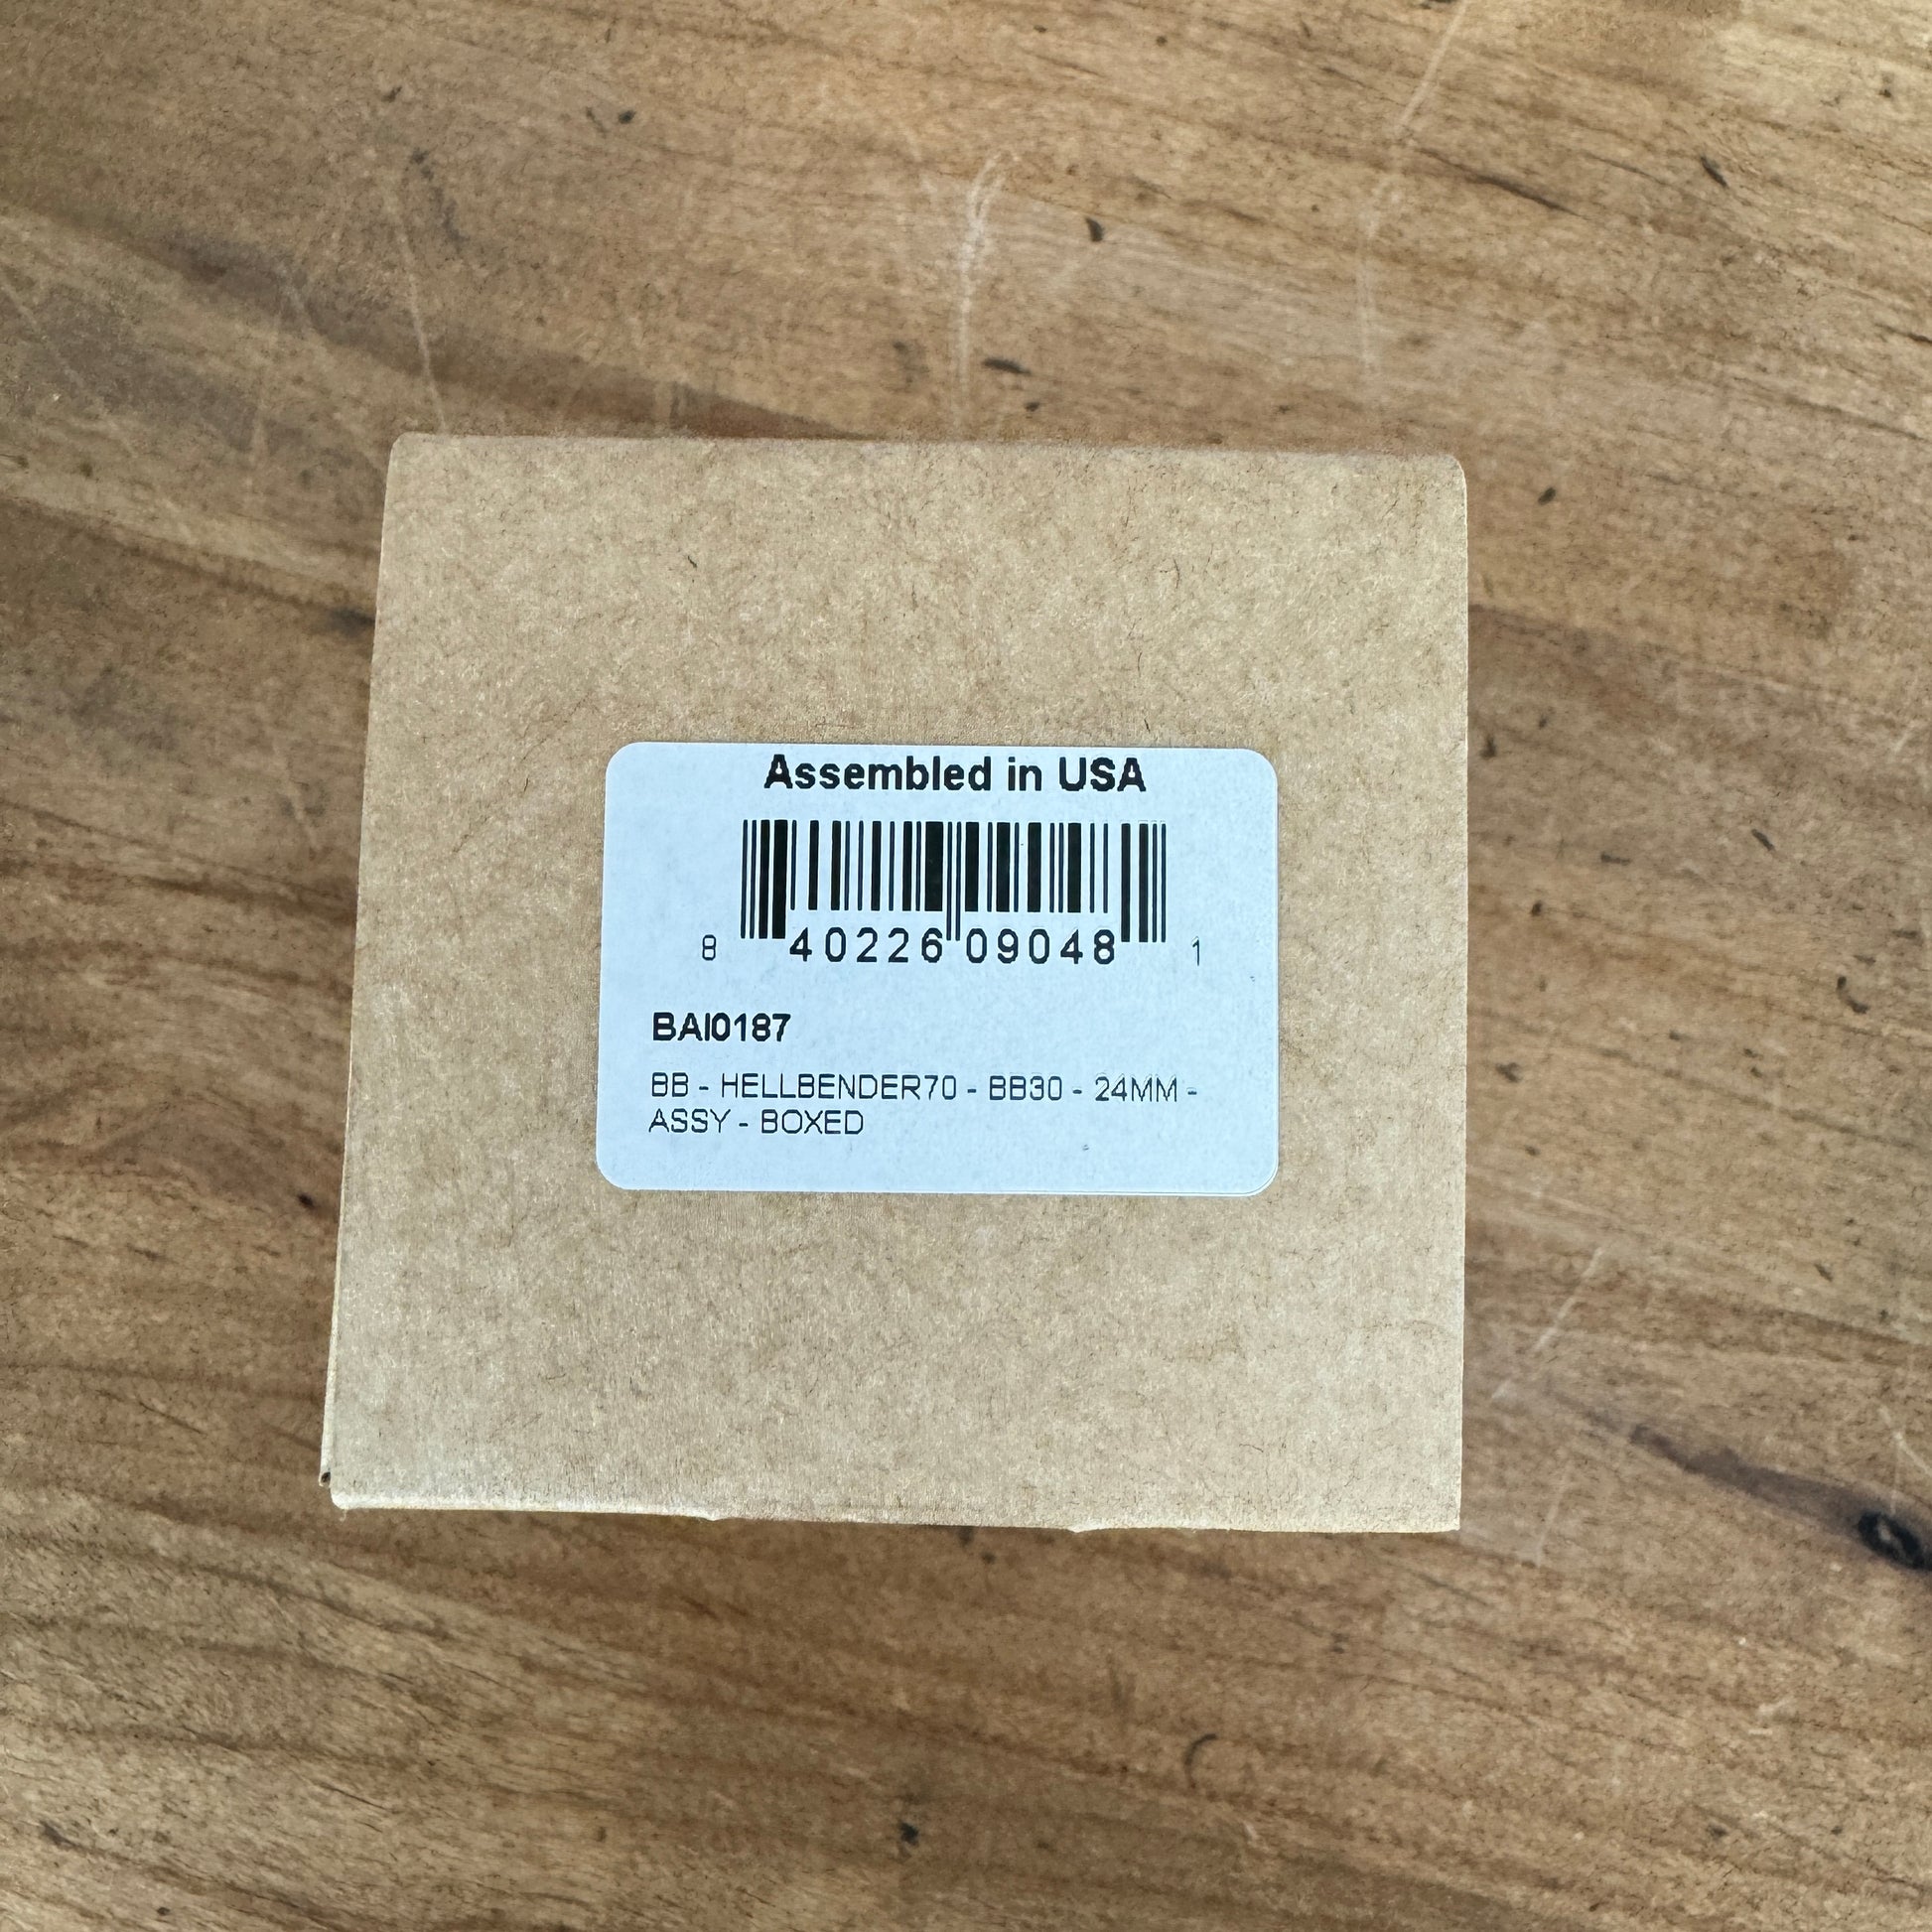 Assembled in USA
8 40226 09048 1
BAI0187
BB - HELLBENDER70 - BB30 - 24MM -
ASSY - BOXED